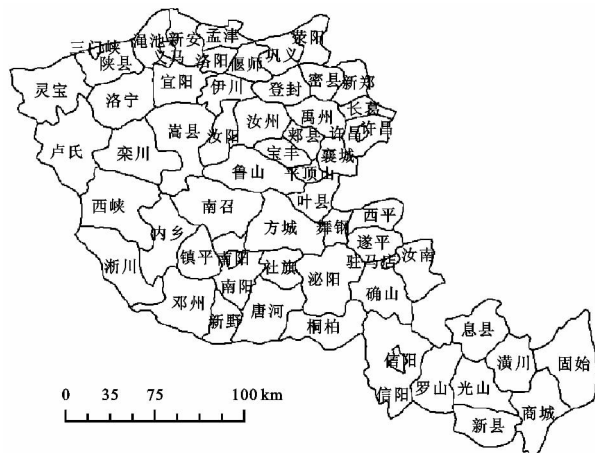 三门峡
渑池
新安
孟津
荥阳
陕县
义马
洛阳
偃师
巩义
灵宝
洛宁
宜阳
伊川
登封
密县
新郑
长葛
卢氏
栾川
嵩县
汝阳
汝州
禹州
郏县
许昌
许昌
宝丰
襄城
鲁山
平顶山
叶县
西峡
内乡
南召
方城
舞钢
西平
遂平
淅川
镇平
南阳
社旗
泌阳
驻马店
汝南
南阳
确山
邓州
新野
唐河
桐柏
息县
信阳
潢川
固始
信阳
罗山
光山
商城
新县
0
35
75
100 km